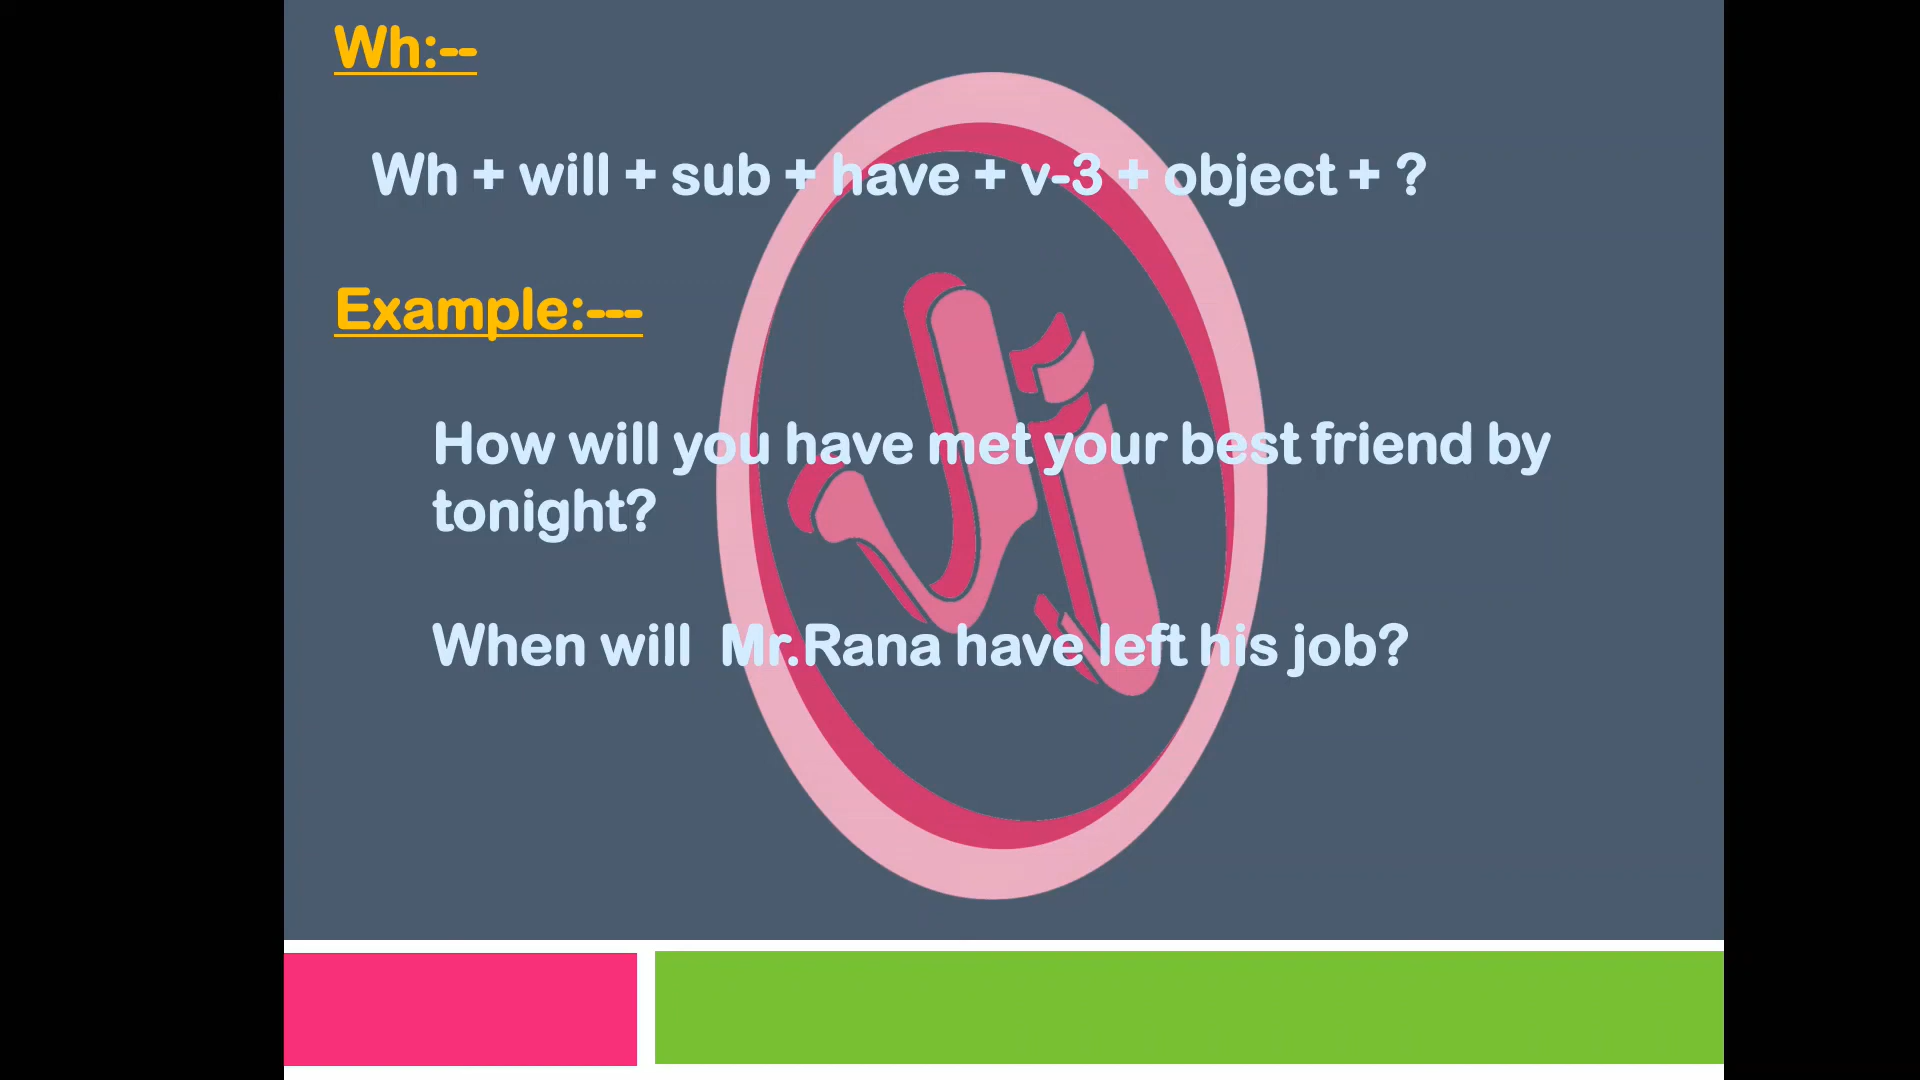 Wh:--
Wh + will + sub + have + v-3 + object + ?
Example:---
How will you have met your best friend by
tonight?
When will  Mr.Rana have left his job?